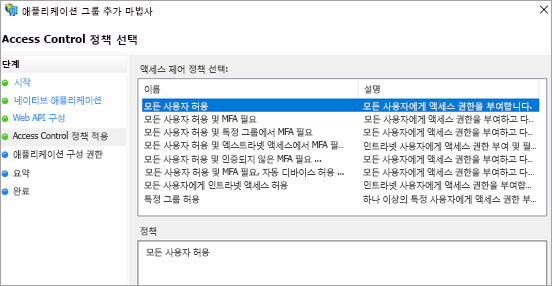 애플리케이션 그룹 추가 마법사
Access Control 정책 선택
단계
시작
네이티브 애플리케이션
Web API 구성
Access Control 정책 적용
애플리케이션 구성 권한
요약
완료
액세스 제어 정책 선택:
이름 설명
모든 사용자 허용 모든 사용자에게 액세스 권한을 부여합니다.
모든 사용자 허용 및 MFA 필요 모든 사용자에게 액세스 권한을 부여하고 다...
모든 사용자 허용 및 특정 그룹에서 MFA 필요 모든 사용자에게 액세스 권한을 부여하고 다...
모든 사용자 허용 및 엑스트라넷 액세스에서 MFA 필... 인트라넷 사용자에게 액세스 권한 부여 및 필...
모든 사용자 허용 및 인증되지 않은 MFA 필요 ... 모든 사용자에게 액세스 권한을 부여하고 다...
모든 사용자 허용 및 MFA 필요, 자동 디바이스 허용 ... 모든 사용자에게 액세스 권한을 부여하고 다...
모든 사용자에게 인트라넷 액세스 허용 인트라넷 사용자에게 액세스 권한을 부여합...
특정 그룹 허용 하나 이상의 특정 사용자에게 액세스 권한 부...
정책
모든 사용자 허용